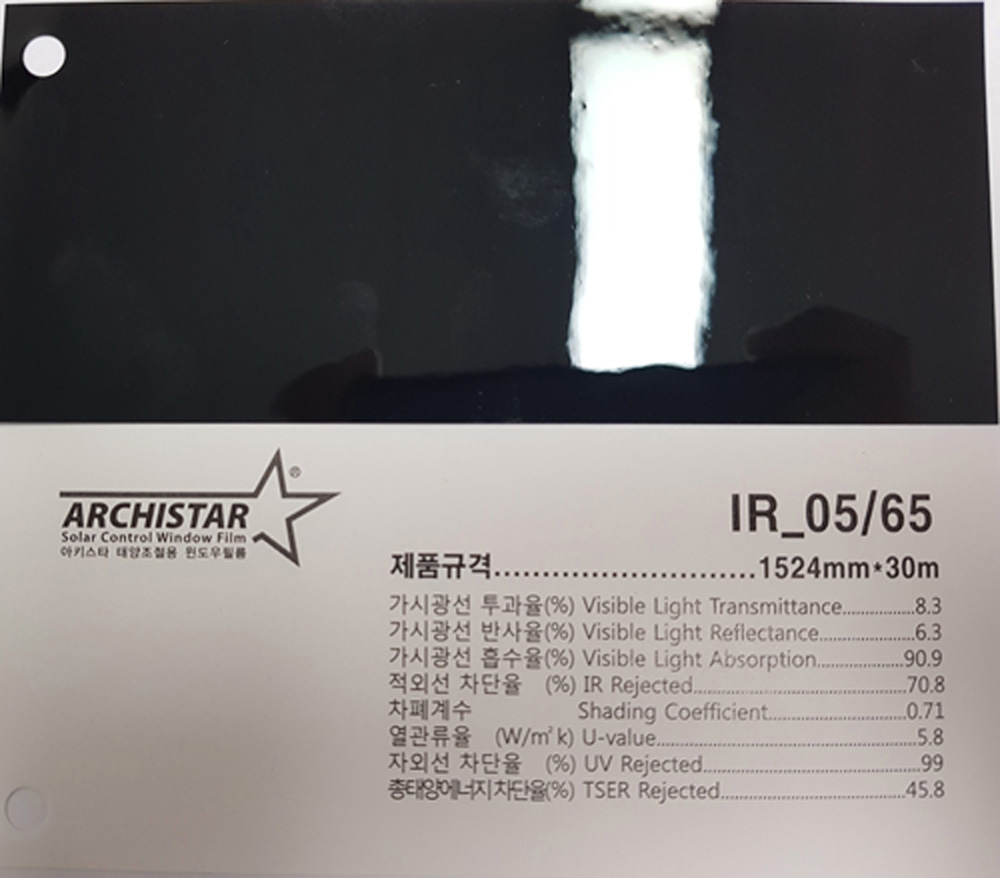 ARCHISTAR®
Solar Control Window Film
아키스타 태양조절용 윈도우필름
IR_05/65
제품규격..........................1524mm*30m
가시광선 투과율(%) Visible Light Transmittance...............8.3
가시광선 반사율(%) Visible Light Reflectance....................6.3
가시광선 흡수율(%) Visible Light Absorption..................90.9
적외선 차단율 (%) IR Rejected............................................70.8
차폐계수 Shading Coefficient.............................0.71
열관류율 (W/㎡k) U-value......................................................5.8
자외선 차단율 (%) UV Rejected.............................................99
총태양에너지차단율(%) TSER Rejected......................................45.8